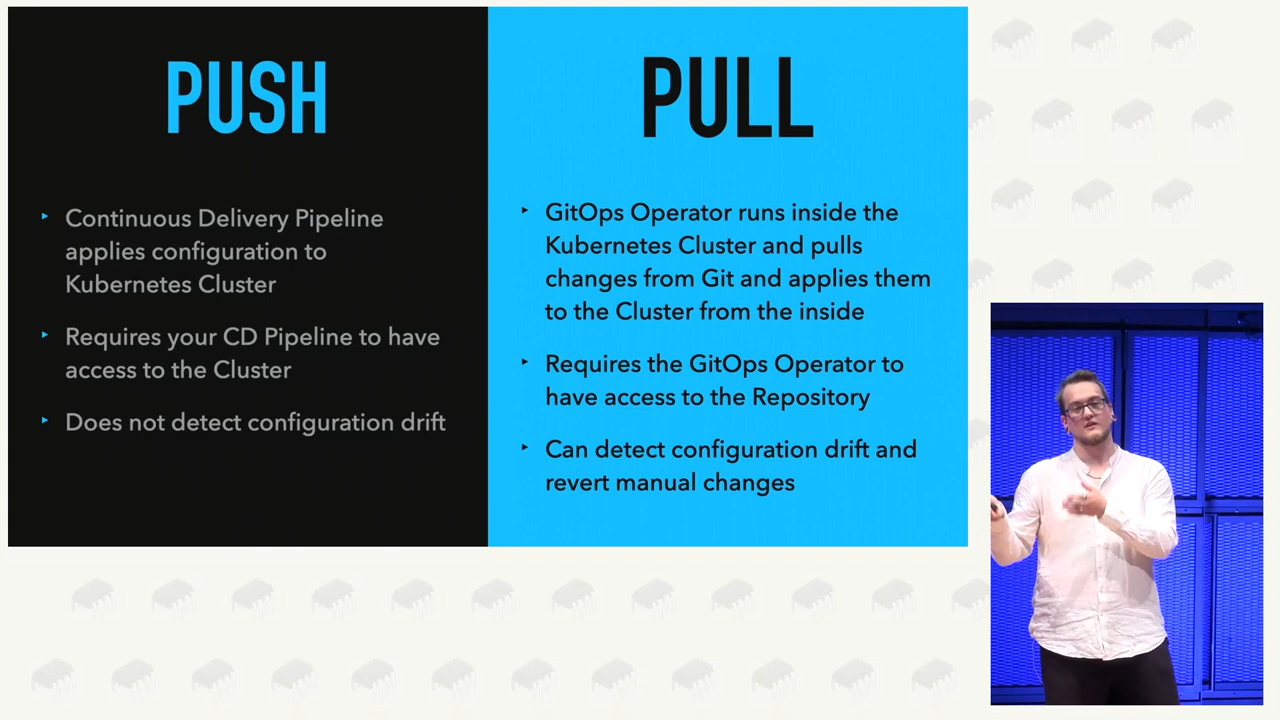 PUSH
‣ Continuous Delivery Pipeline
applies configuration to
Kubernetes Cluster
‣ Requires your CD Pipeline to have
access to the Cluster
‣ Does not detect configuration drift
PULL
‣ GitOps Operator runs inside the
Kubernetes Cluster and pulls
changes from Git and applies them
to the Cluster from the inside
‣ Requires the GitOps Operator to
have access to the Repository
‣ Can detect configuration drift and
revert manual changes